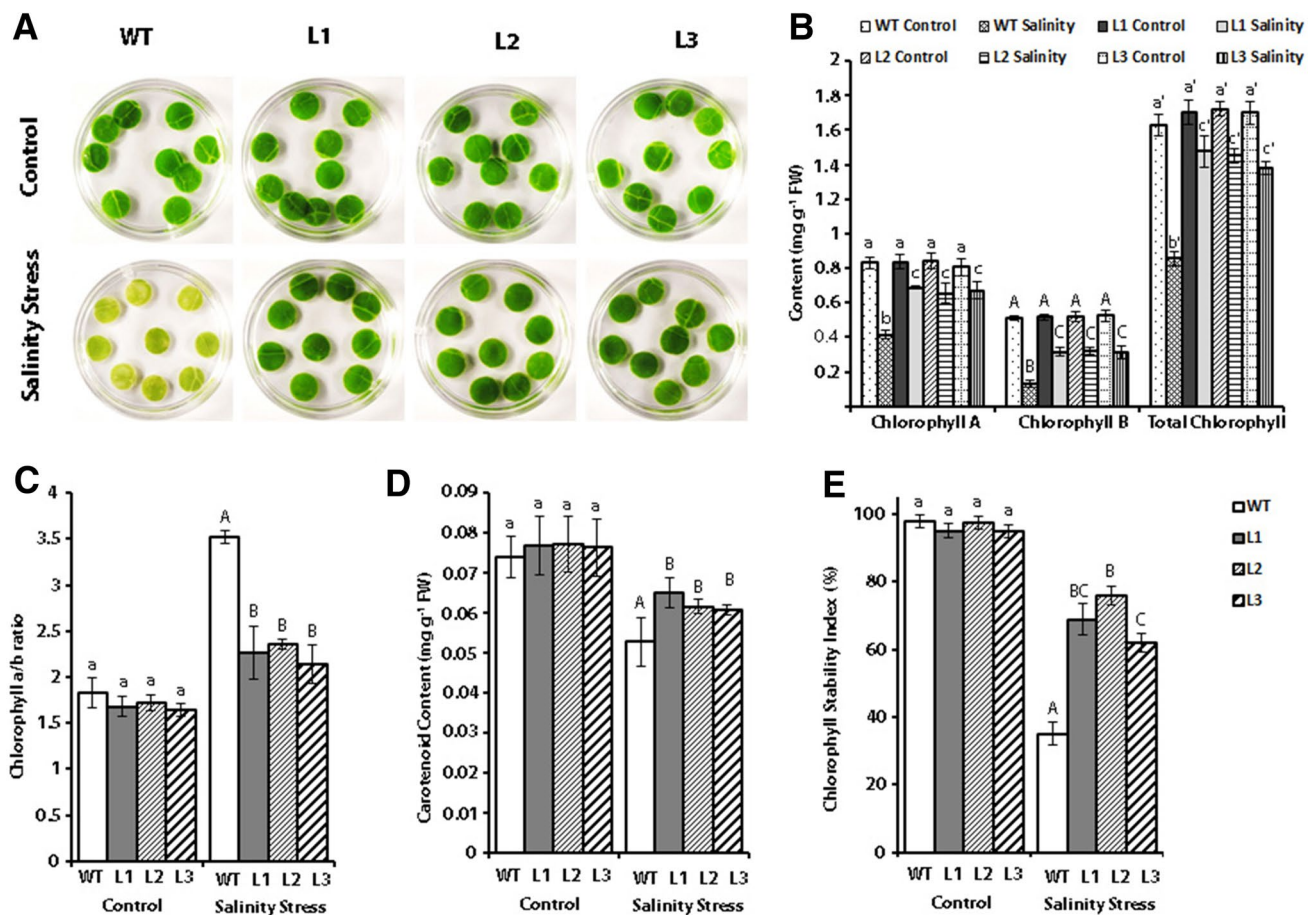 A
WT L1 L2 L3
Control
Salinity Stress
B
WT Control WT Salinity L1 Control L1 Salinity
L2 Control L2 Salinity L3 Control L3 Salinity
Content (mg g⁻¹ FW)
2
1.8
1.6
1.4
1.2
1
0.8
0.6
0.4
0.2
a b a c a c a c
A B A C A C A C
a' b' a' c' a' c' a' c'
Chlorophyll A Chlorophyll B Total Chlorophyll
C
Chlorophyll a/b ratio
4
3.5
3
2.5
2
1.5
1
0.5
0
a a a a A B B B
WT L1 L2 L3 WT L1 L2 L3
Control Salinity Stress
D
Carotenoid Content (mg g⁻¹ FW)
0.09
0.08
0.07
0.06
0.05
0.04
0.03
0.02
0.01
0
a a a a A B B B
WT L1 L2 L3 WT L1 L2 L3
Control Salinity Stress
E
Chlorophyll Stability Index (%)
100
80
60
40
20
0
a a a a A BC B C
WT L1 L2 L3 WT L1 L2 L3
Control Salinity Stress
WT
L1
L2
L3